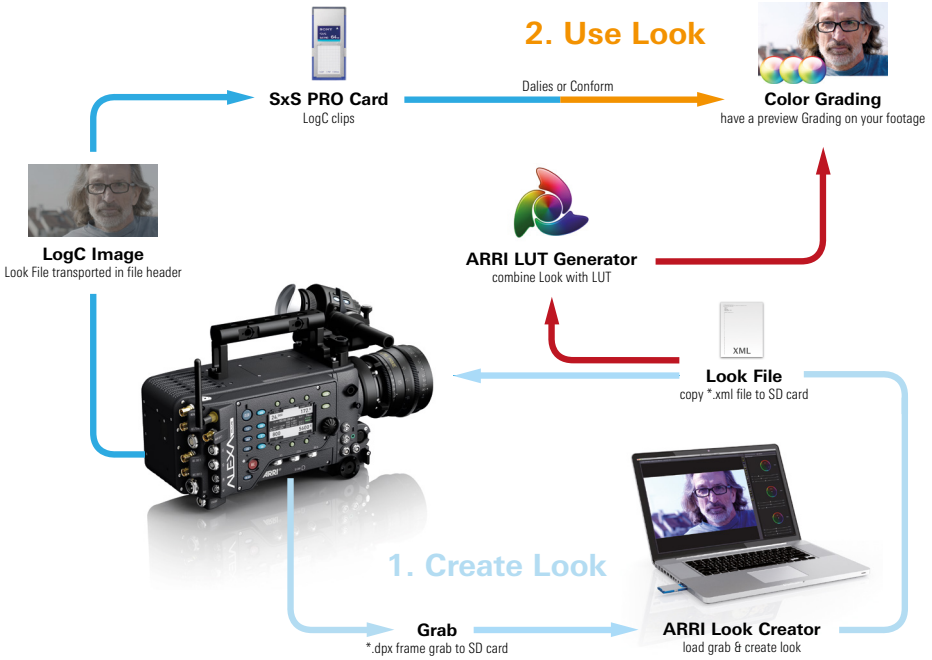 2. Use Look
SxS PRO Card
LogC clips
Dalies or Conform
Color Grading
have a preview Grading on your footage
LogC Image
Look File transported in file header
ARRI LUT Generator
combine Look with LUT
XML
Look File
copy *.xml file to SD card
ALEXA
ARRI
1. Create Look
Grab
*.dpx frame grab to SD card
ARRI Look Creator
load grab & create look